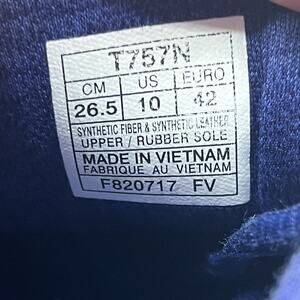 T757N
CM US EURO
26.5 10 42
SYNTHETIC FIBER & SYNTHETIC LEATHER
UPPER / RUBBER SOLE
MADE IN VIETNAM
FABRIQUE AU VIETNAM
F820717 FV